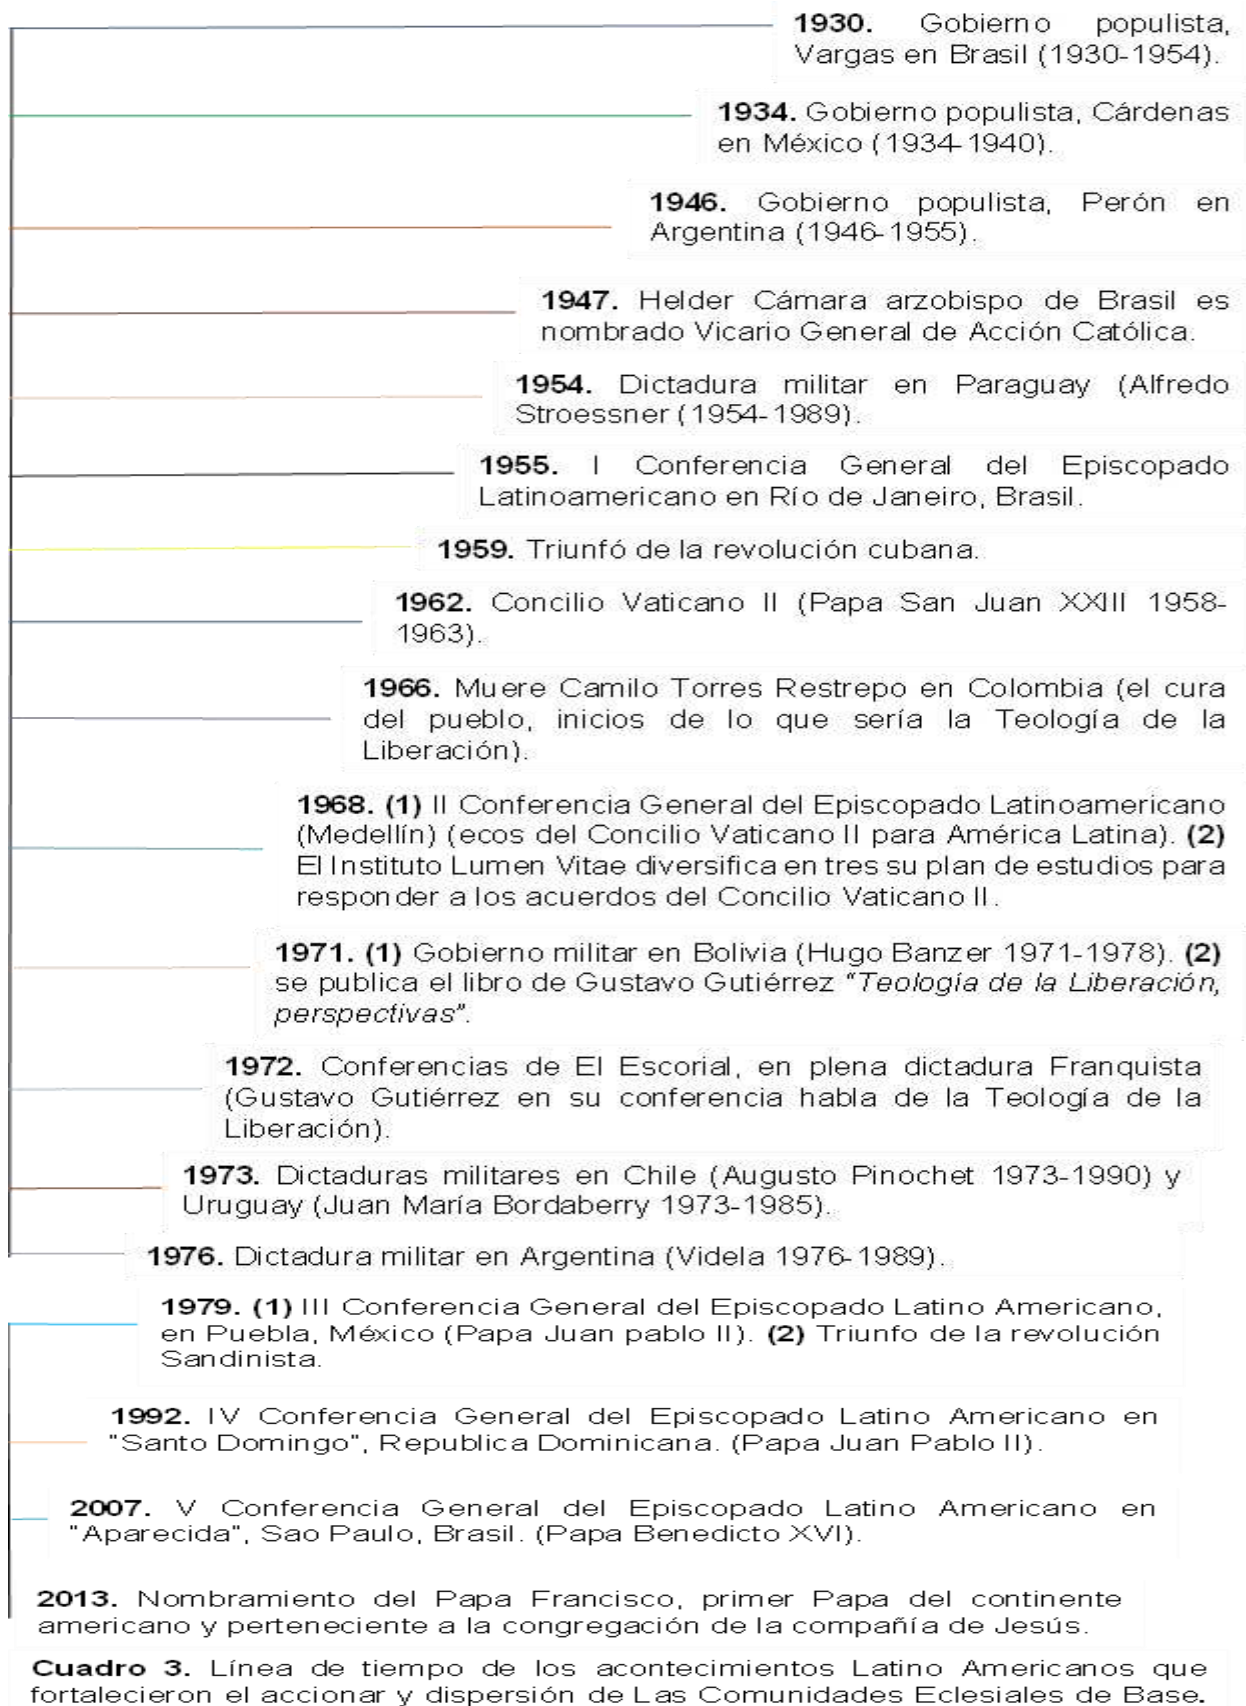 1930. Gobierno populista,
Vargas en Brasil (1930-1954).
1934. Gobierno populista, Cárdenas
en México (1934-1940).
1946. Gobierno populista, Perón en
Argentina (1946-1955).
1947. Helder Cámara arzobispo de Brasil es
nombrado Vicario General de Acción Católica.
1954. Dictadura militar en Paraguay (Alfredo
Stroessner (1954-1989).
1955. I Conferencia General del Episcopado
Latinoamericano en Río de Janeiro, Brasil.
1959. Triunfó de la revolución cubana.
1962. Concilio Vaticano II (Papa San Juan XXIII 1958-
1963).
1966. Muere Camilo Torres Restrepo en Colombia (el cura
del pueblo, inicios de lo que sería la Teología de la
Liberación).
1968. (1) II Conferencia General del Episcopado Latinoamericano
(Medellín) (ecos del Concilio Vaticano II para América Latina). (2)
El Instituto Lumen Vitae diversifica en tres su plan de estudios para
responder a los acuerdos del Concilio Vaticano II.
1971. (1) Gobierno militar en Bolivia (Hugo Banzer 1971-1978). (2)
se publica el libro de Gustavo Gutiérrez “Teología de la Liberación,
perspectivas”.
1972. Conferencias de El Escorial, en plena dictadura Franquista
(Gustavo Gutiérrez en su conferencia habla de la Teología de la
Liberación).
1973. Dictaduras militares en Chile (Augusto Pinochet 1973-1990) y
Uruguay (Juan María Bordaberry 1973-1985).
1976. Dictadura militar en Argentina (Videla 1976-1989).
1979. (1) III Conferencia General del Episcopado Latino Americano,
en Puebla, México (Papa Juan pablo II). (2) Triunfo de la revolución
Sandinista.
1992. IV Conferencia General del Episcopado Latino Americano en
"Santo Domingo", Republica Dominicana. (Papa Juan Pablo II).
2007. V Conferencia General del Episcopado Latino Americano en
"Aparecida", Sao Paulo, Brasil. (Papa Benedicto XVI).
2013. Nombramiento del Papa Francisco, primer Papa del continente
americano y perteneciente a la congregación de la compañía de Jesús.
Cuadro 3. Línea de tiempo de los acontecimientos Latino Americanos que
fortalecieron el accionar y dispersión de Las Comunidades Eclesiales de Base.